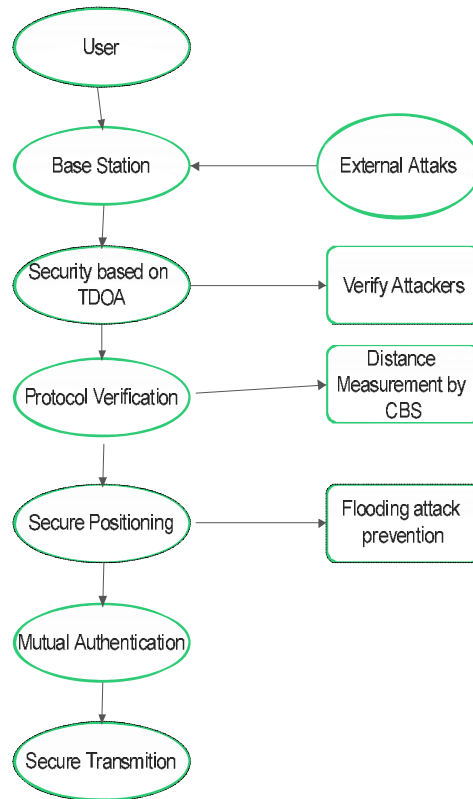 User
Base Station
External Attaks
Security based on
TDOA
Verify Attackers
Protocol Verification
Distance
Measurement by
CBS
Secure Positioning
Flooding attack
prevention
Mutual Authentication
Secure Transmition